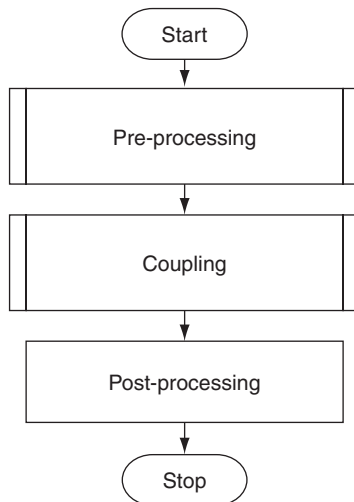 Start
Pre-processing
Coupling
Post-processing
Stop